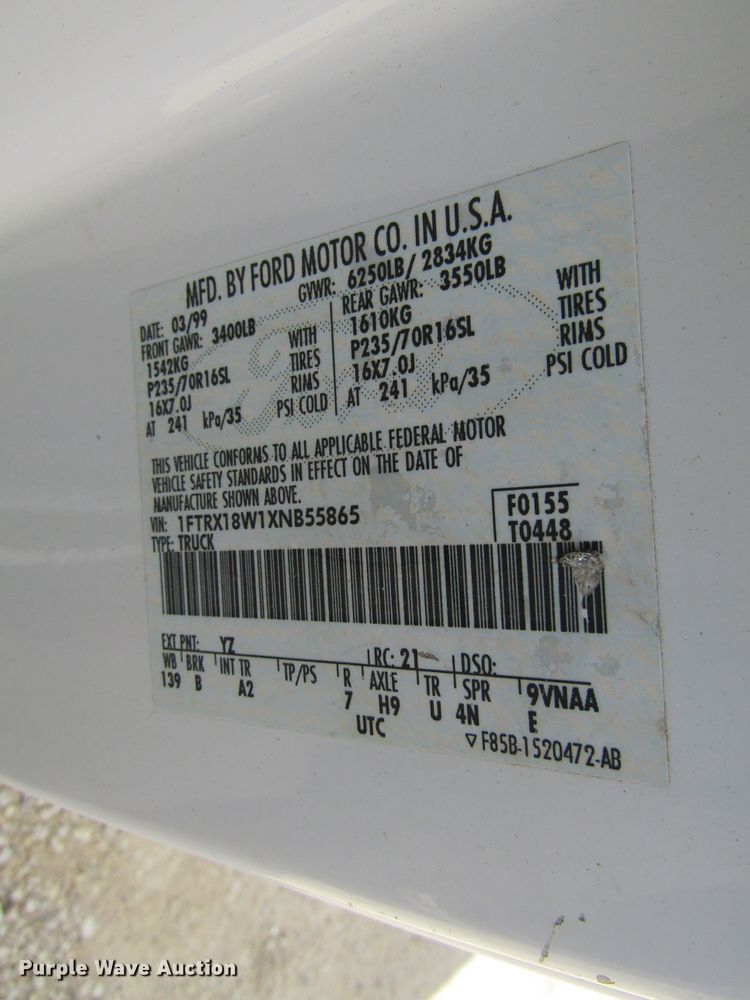 MFD. BY FORD MOTOR CO. IN U.S.A.
DATE: 03/99 GVWR: 6250LB/ 2834KG
FRONT GAWR: 3400LB REAR GAWR: 3550LB
1542KG WITH 1610KG WITH
P235/70R16SL TIRES P235/70R16SL TIRES
16X7.0J RIMS 16X7.0J RIMS
AT 241 kPa/35 PSI COLD AT 241 kPa/35 PSI COLD
THIS VEHICLE CONFORMS TO ALL APPLICABLE FEDERAL MOTOR
VEHICLE SAFETY STANDARDS IN EFFECT ON THE DATE OF
MANUFACTURE SHOWN ABOVE.
VIN: 1FTRX18W1XNB55865 F0155
TYPE: TRUCK T0448
EXT PNT: YZ RC: 21 DSO:
WB BRK INT TR TP/PS R AXLE TR SPR 9VNAA
139 B A2 7 H9 U 4N E
UTC
▽ F85B-1520472-AB
Purple Wave Auction